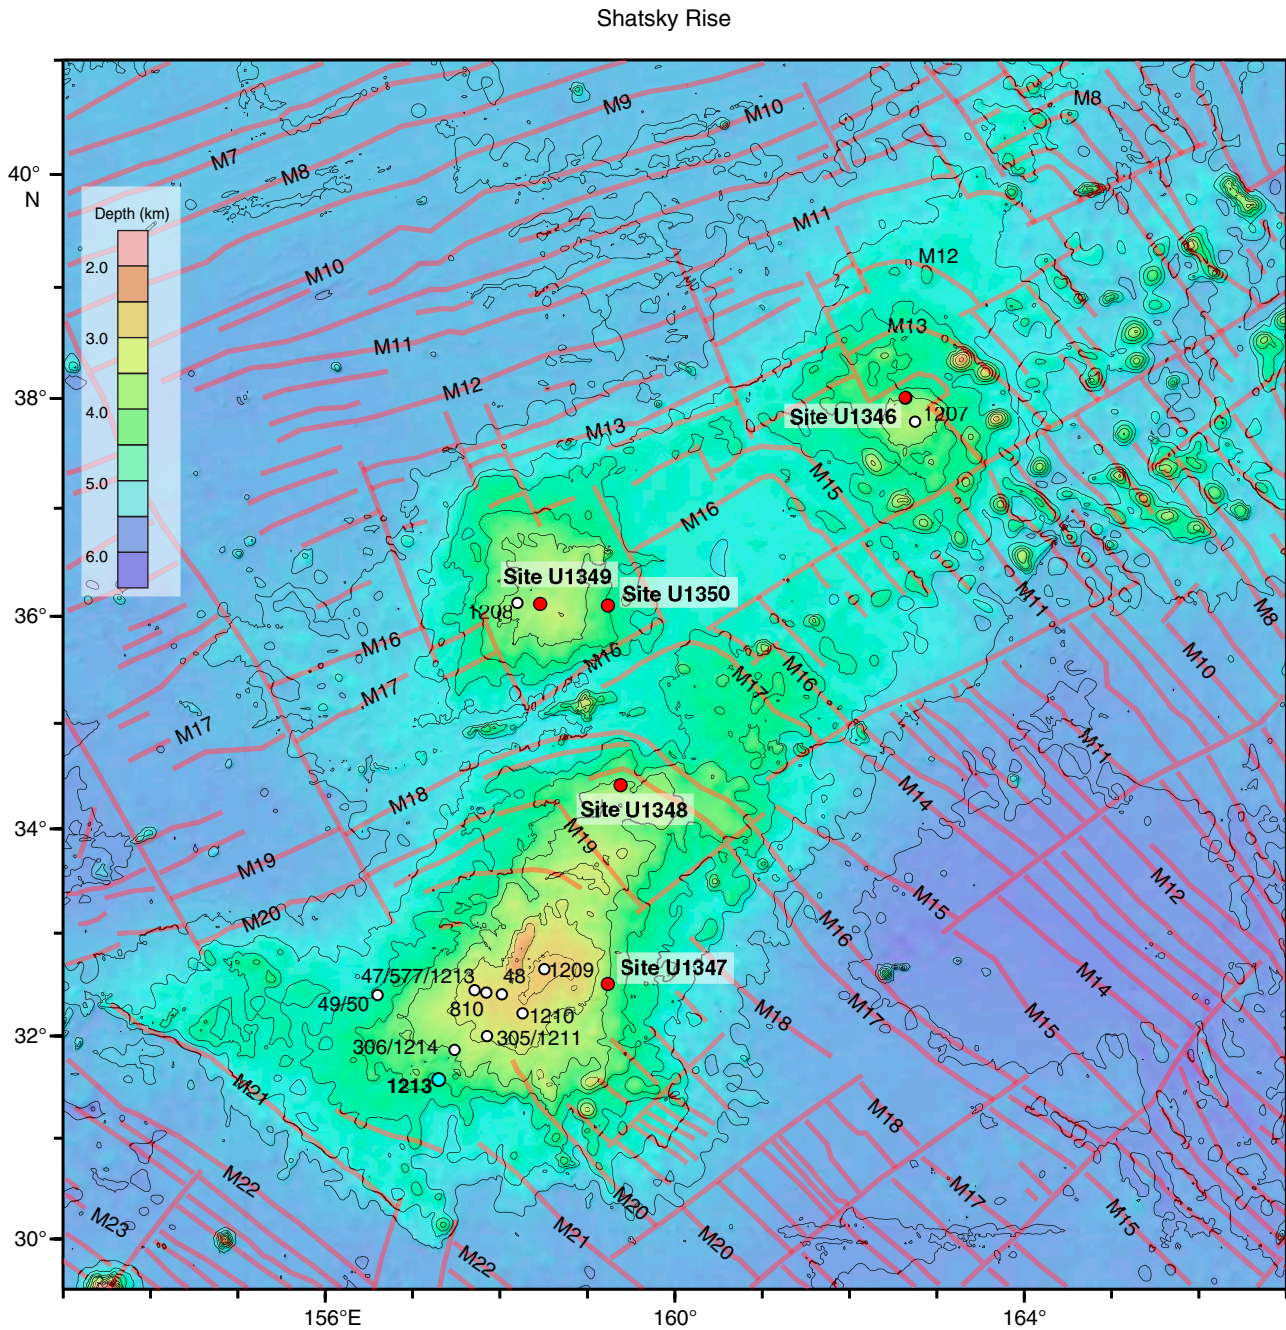 Shatsky Rise
M9
M10
M8
M7
M8
40°
N
Depth (km)
2.0
3.0
4.0
5.0
6.0
M11
M12
M10
M13
M11
M12
38°
Site U1346
1207
M13
M15
M16
Site U1349
Site U1350
1208
36°
M11
M8
M16
M16
M10
M17
M17
M16
M17
M11
M18
M14
Site U1348
34°
M19
M19
M12
M15
M20
M16
47/577/1213
48
1209
Site U1347
49/50
810
1210
M18
M17
M14
M15
32°
305/1211
306/1214
1213
M21
M18
M22
M17
M20
M15
M23
M21
M20
30°
M22
156°E
160°
164°